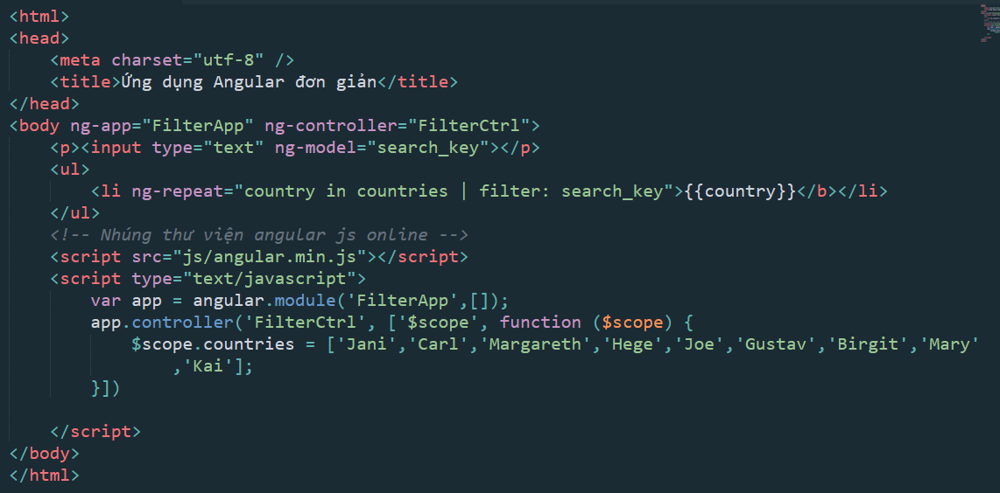 <html>
<head>
    <meta charset="utf-8" />
    <title>Ứng dụng Angular đơn giản</title>
</head>
<body ng-app="FilterApp" ng-controller="FilterCtrl">
    <p><input type="text" ng-model="search_key"></p>
    <ul>
        <li ng-repeat="country in countries | filter: search_key">{{country}}</b></li>
    </ul>
    <!-- Nhúng thư viện angular js online -->
    <script src="js/angular.min.js"></script>
    <script type="text/javascript">
        var app = angular.module('FilterApp',[]);
        app.controller('FilterCtrl', ['$scope', function ($scope) {
            $scope.countries = ['Jani','Carl','Margareth','Hege','Joe','Gustav','Birgit','Mary'
                ,'Kai'];
        }])
    </script>
</body>
</html>